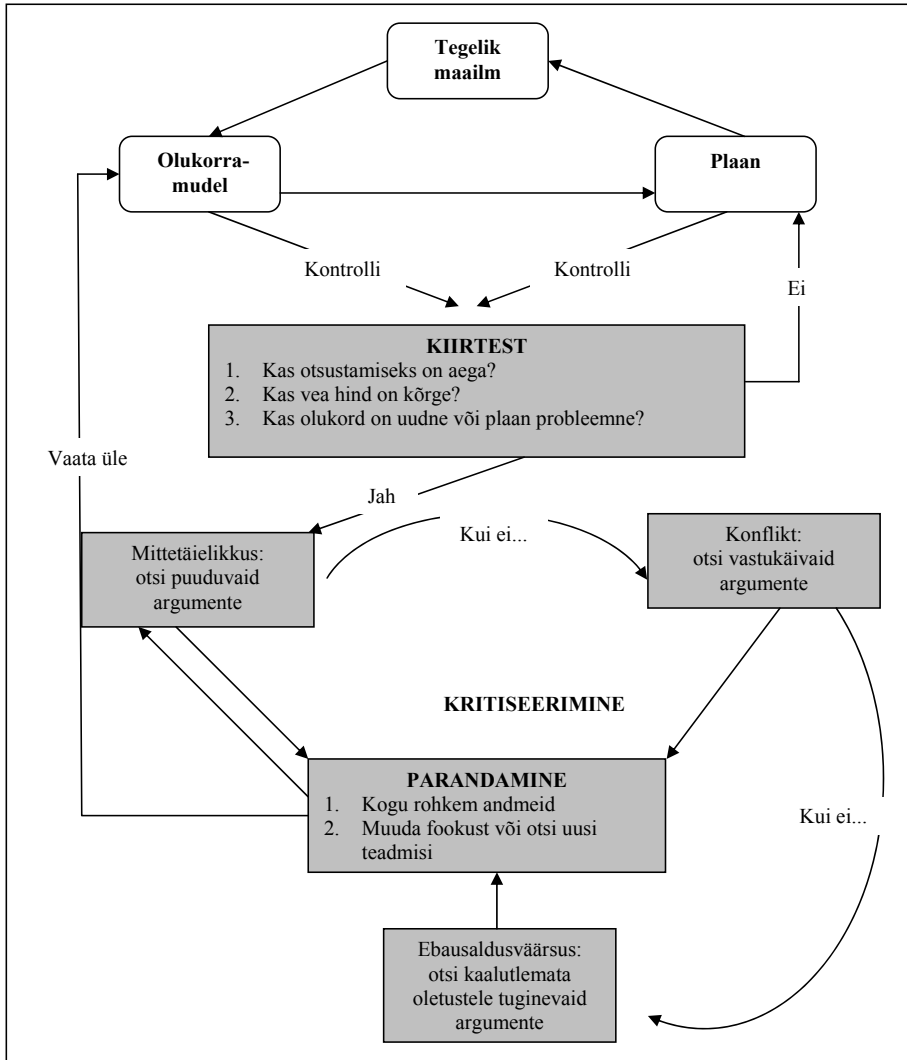 Tegelik
maailm
Olukorra-
mudel
Plaan
Kontrolli
Kontrolli
Ei
KIIRTEST
1. Kas otsustamiseks on aega?
2. Kas vea hind on kõrge?
3. Kas olukord on uudne või plaan probleemne?
Vaata üle
Jah
Kui ei...
Mittetäielikkus:
otsi puuduvaid
argumente
Konflikt:
otsi vastukäivaid
argumente
KRITISEERIMINE
PARANDAMINE
1. Kogu rohkem andmeid
2. Muuda fookust või otsi uusi
teadmisi
Kui ei...
Ebausaldusväärsus:
otsi kaalutlemata
oletustele tuginevaid
argumente